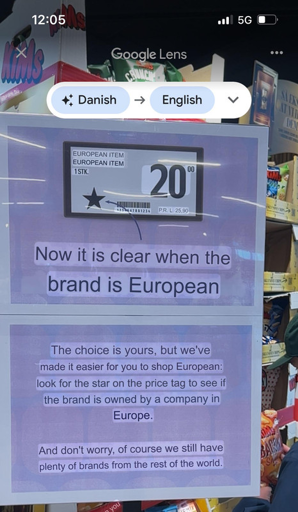 12:05
5G
Google Lens
Danish → English
EUROPEAN ITEM
EUROPEAN ITEM
1 STK.
20
Now it is clear when the
brand is European
The choice is yours, but we've
made it easier for you to shop European:
look for the star on the price tag to see if
the brand is owned by a company in
Europe.
And don't worry, of course we still have
plenty of brands from the rest of the world.